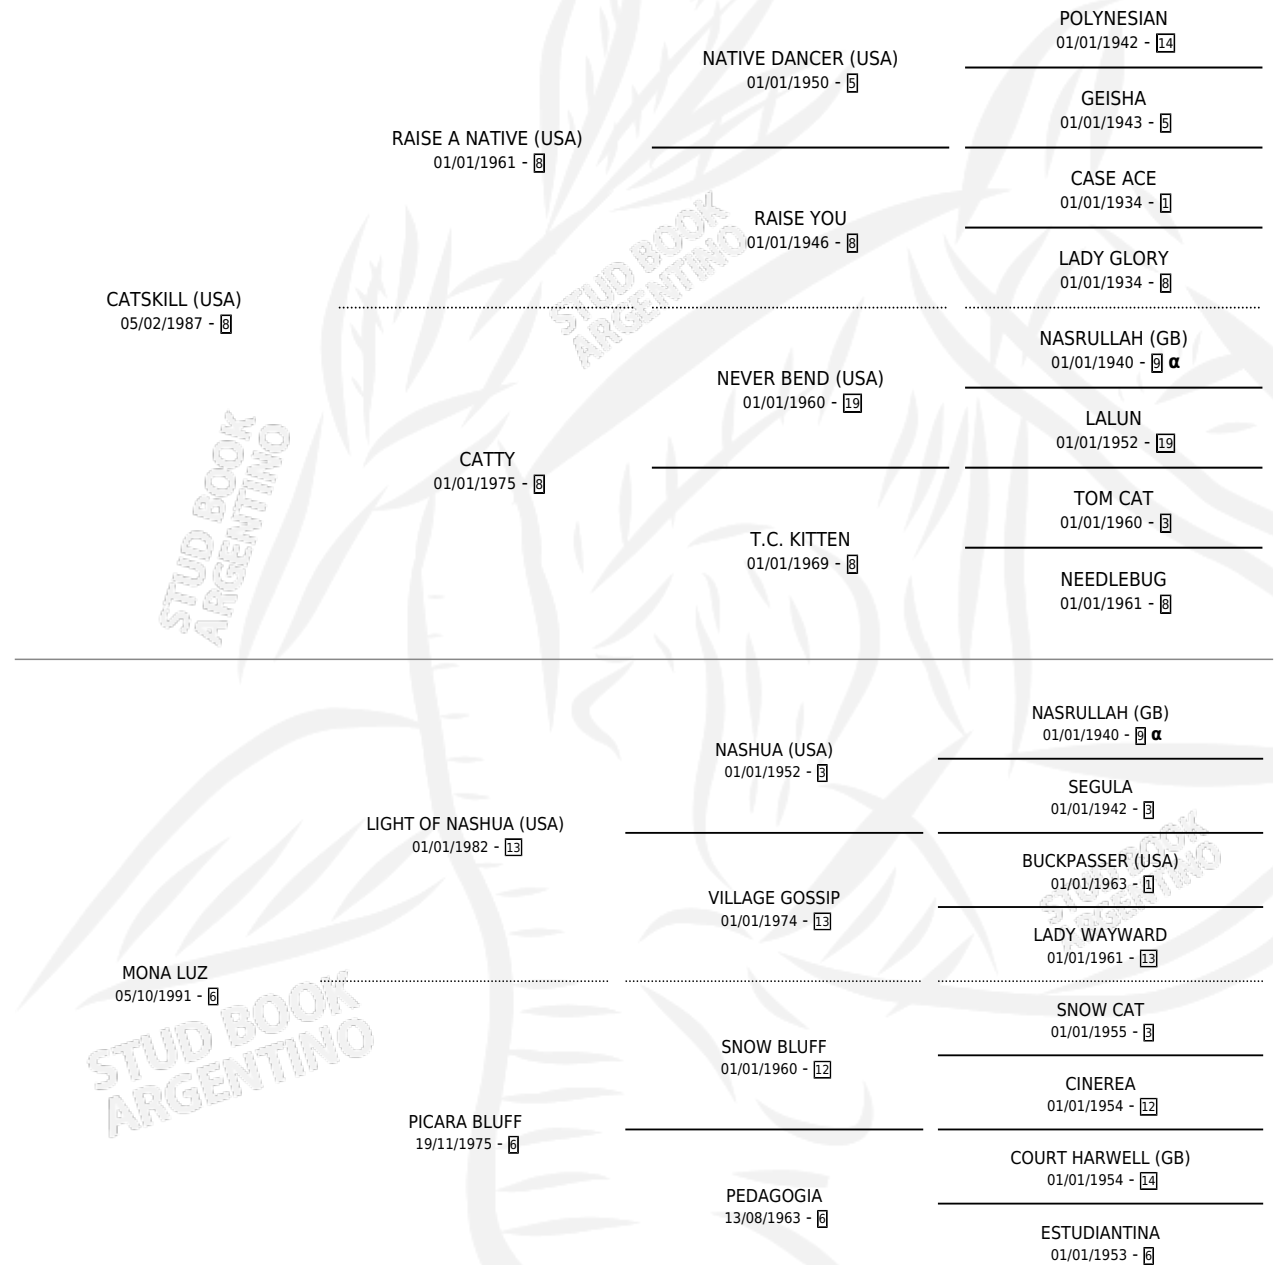 POLYNESIAN
01/01/1942 - 14
NATIVE DANCER (USA)
01/01/1950 - 5
GEISHA
01/01/1943 - 5
RAISE A NATIVE (USA)
01/01/1961 - 8
CASE ACE
01/01/1934 - 1
RAISE YOU
01/01/1946 - 8
LADY GLORY
01/01/1934 - 8
CATSKILL (USA)
05/02/1987 - 8
NASRULLAH (GB)
01/01/1940 - 9 α
NEVER BEND (USA)
01/01/1960 - 19
LALUN
01/01/1952 - 19
CATTY
01/01/1975 - 8
TOM CAT
01/01/1960 - 3
T.C. KITTEN
01/01/1969 - 8
NEEDLEBUG
01/01/1961 - 8
NASRULLAH (GB)
01/01/1940 - 9 α
NASHUA (USA)
01/01/1952 - 3
SEGULA
01/01/1942 - 3
LIGHT OF NASHUA (USA)
01/01/1982 - 13
BUCKPASSER (USA)
01/01/1963 - 1
VILLAGE GOSSIP
01/01/1974 - 13
LADY WAYWARD
01/01/1961 - 13
MONA LUZ
05/10/1991 - 6
SNOW CAT
01/01/1955 - 3
SNOW BLUFF
01/01/1960 - 12
CINEREA
01/01/1954 - 12
PICARA BLUFF
19/11/1975 - 6
COURT HARWELL (GB)
01/01/1954 - 14
PEDAGOGIA
13/08/1963 - 6
ESTUDIANTINA
01/01/1953 - 6
STUD BOOK
ARGENTINO
STUD BOOK
ARGENTINO
STUD BOOK
ARGENTINO
STUD BOOK
ARGENTINO